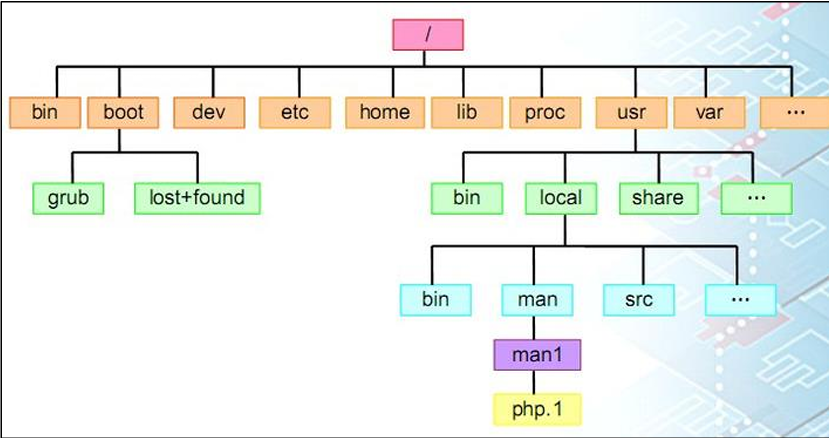 /
bin boot dev etc home lib proc usr var ...
grub lost+found bin local share ...
bin man src ...
man1
php.1